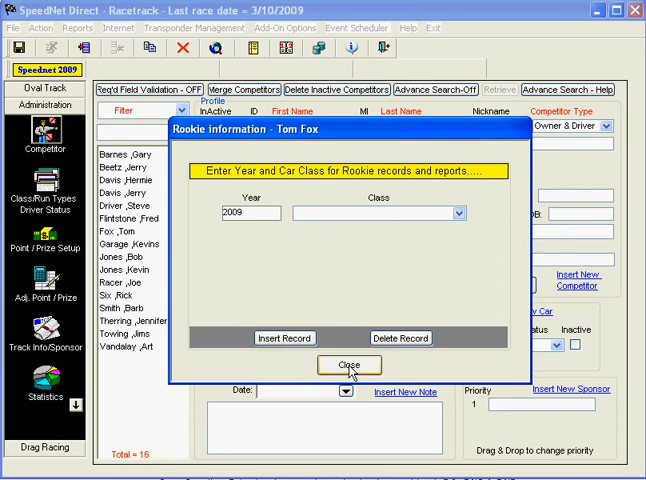 SpeedNet Direct - Racetrack - Last race date = 3/10/2009
File Action Reports Internet Transponder Management Add-On Options Event Scheduler Help Exit
Speednet 2009
Oval Track
Administration
Competitor
Class/Run Types
Driver Status
Point / Prize Setup
Adj. Point / Prize
Track Info/Sponsor
Statistics
Drag Racing
Req'd Field Validation - OFF Merge Competitors Delete Inactive Competitors Advance Search-Off Retrieve Advance Search - Help
Filter
Profile
InActive ID First Name MI Last Name Nickname Competitor Type
Owner & Driver
Barnes ,Gary
Beetz ,Jerry
Davis ,Hermie
Davis ,Jerry
Driver ,Steve
Flintstone ,Fred
Fox ,Tom
Garage ,Kevins
Jones ,Bob
Jones ,Kevin
Racer ,Joe
Six ,Rick
Smith ,Barb
Therring ,Jennifer
Towing ,Jims
Vandalay ,Art
Total = 16
Rookie information - Tom Fox
Enter Year and Car Class for Rookie records and reports.....
Year Class
2009
Insert Record Delete Record
Close
OB:
Insert New
Competitor
y Car
atus Inactive
Date:
Insert New Note
Priority
Insert New Sponsor
1
Drag & Drop to change priority